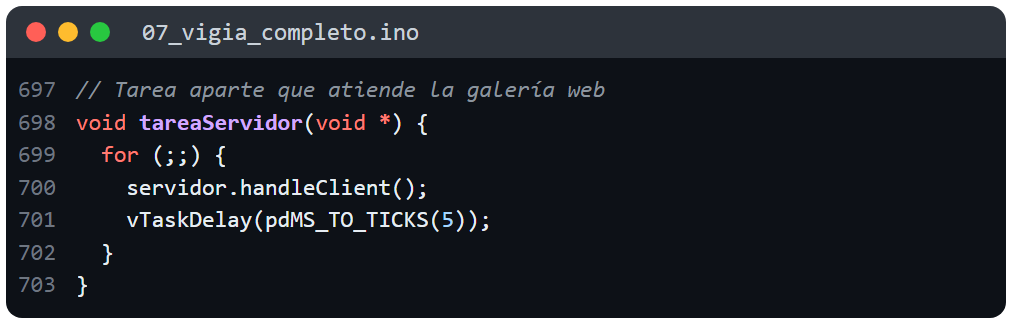 07_vigia_completo.ino
697 // Tarea aparte que atiende la galería web
698 void tareaServidor(void *) {
699   for (;;) {
700     servidor.handleClient();
701     vTaskDelay(pdMS_TO_TICKS(5));
702   }
703 }